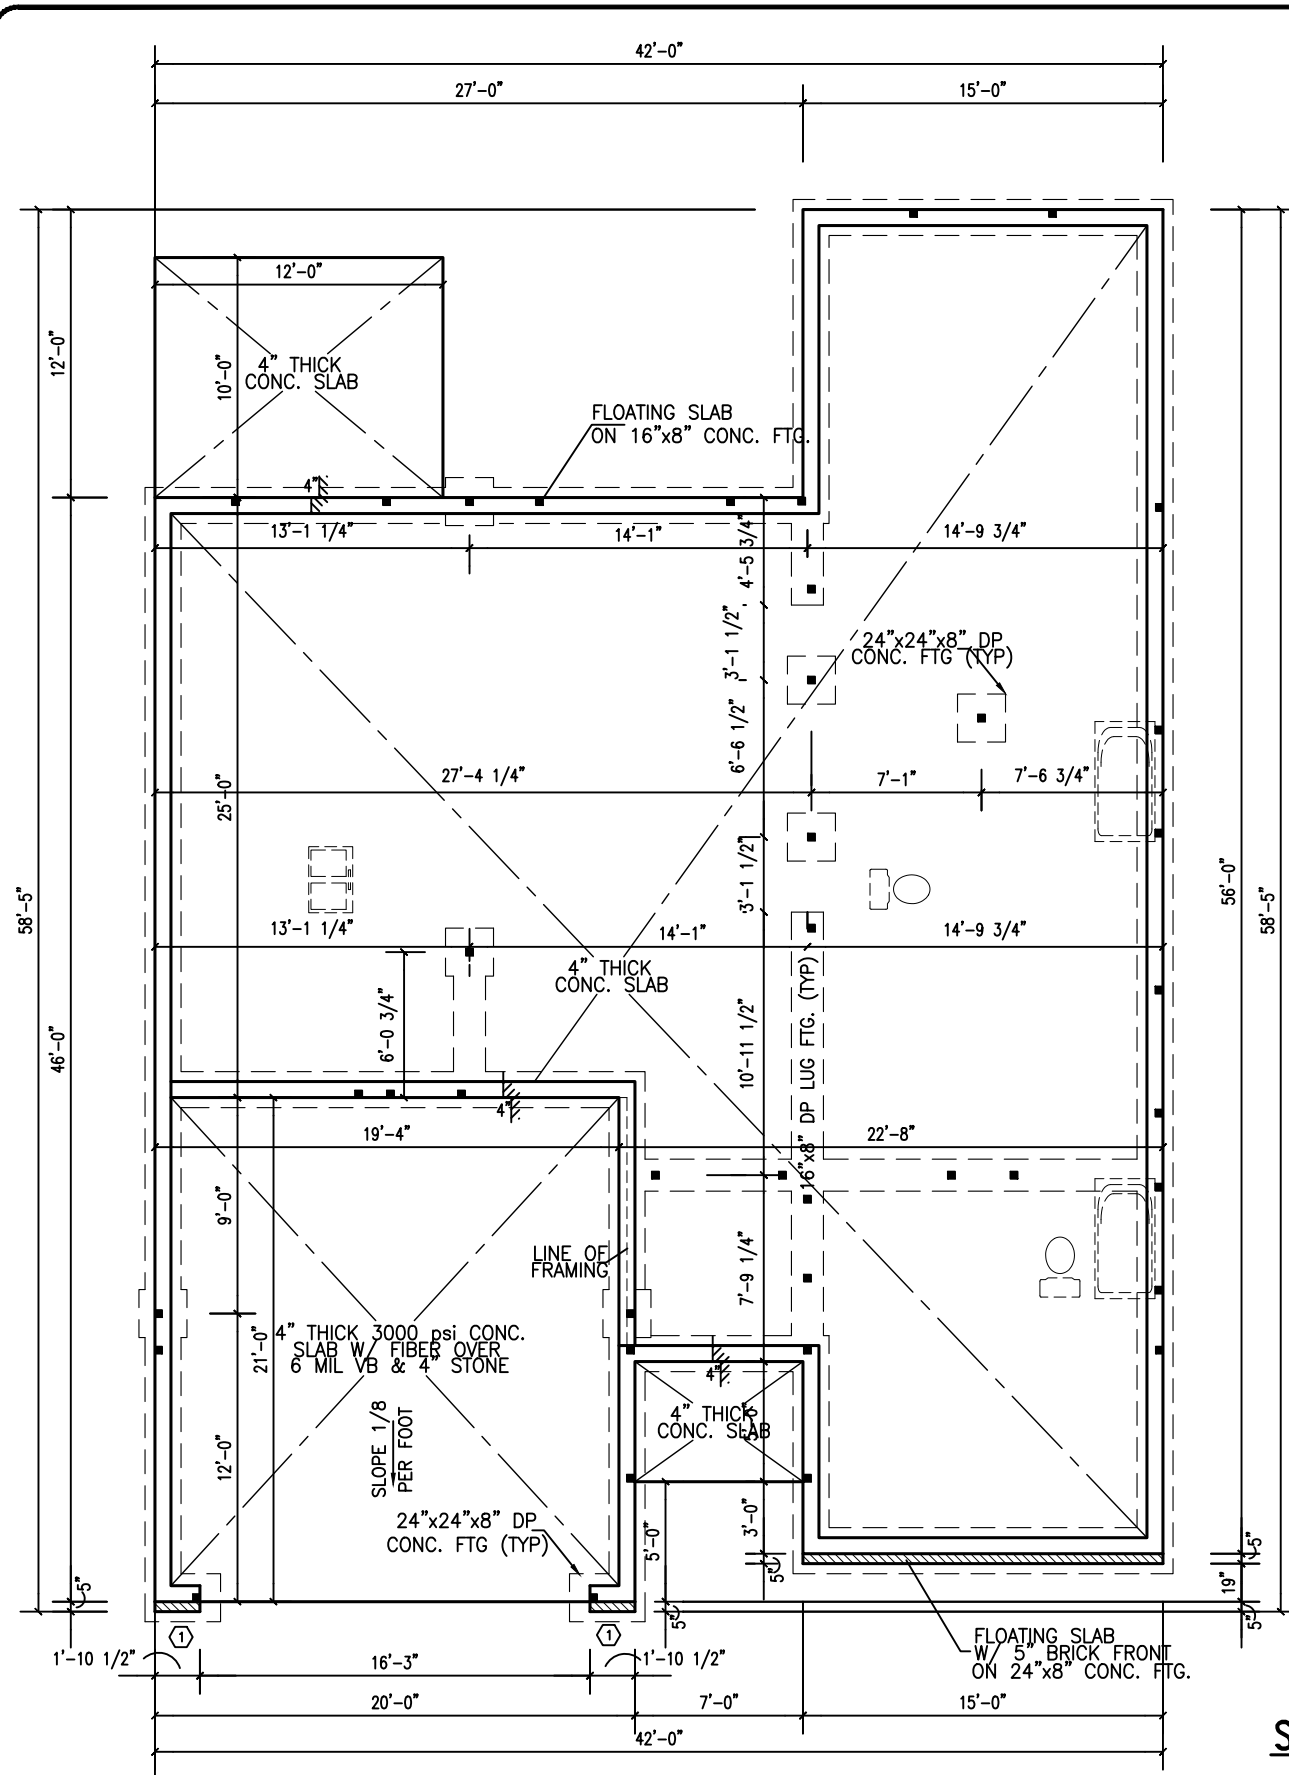 42'-0"
27'-0"
15'-0"
12'-0"
12'-0"
10'-0"
4" THICK
CONC. SLAB
FLOATING SLAB
ON 16"x8" CONC. FTG.
4"
13'-1 1/4"
14'-1"
4'-5 3/4"
14'-9 3/4"
3'-1 1/2"
24"x24"x8" DP
CONC. FTG (TYP)
6'-6 1/2"
25'-0"
27'-4 1/4"
7'-1"
7'-6 3/4"
3'-1 1/2"
58'-5"
56'-0"
58'-5"
13'-1 1/4"
14'-1"
14'-9 3/4"
4" THICK
CONC. SLAB
6'-0 3/4"
46'-0"
10'-11 1/2"
16"x8" DP LUG FTG. (TYP)
4"
19'-4"
22'-8"
9'-0"
LINE OF
FRAMING
7'-9 1/4"
21'-0"
4" THICK 3000 psi CONC.
SLAB W/ FIBER OVER
6 MIL VB & 4" STONE
4"
4" THICK
CONC. SLAB
SLOPE 1/8
PER FOOT
12'-0"
24"x24"x8" DP
CONC. FTG (TYP)
3'-0"
5'-0"
5"
5"
19"
5"
5"
5"
1
1
1'-10 1/2"
16'-3"
1'-10 1/2"
FLOATING SLAB
W/ 5" BRICK FRONT
ON 24"x8" CONC. FTG.
20'-0"
7'-0"
15'-0"
42'-0"
S